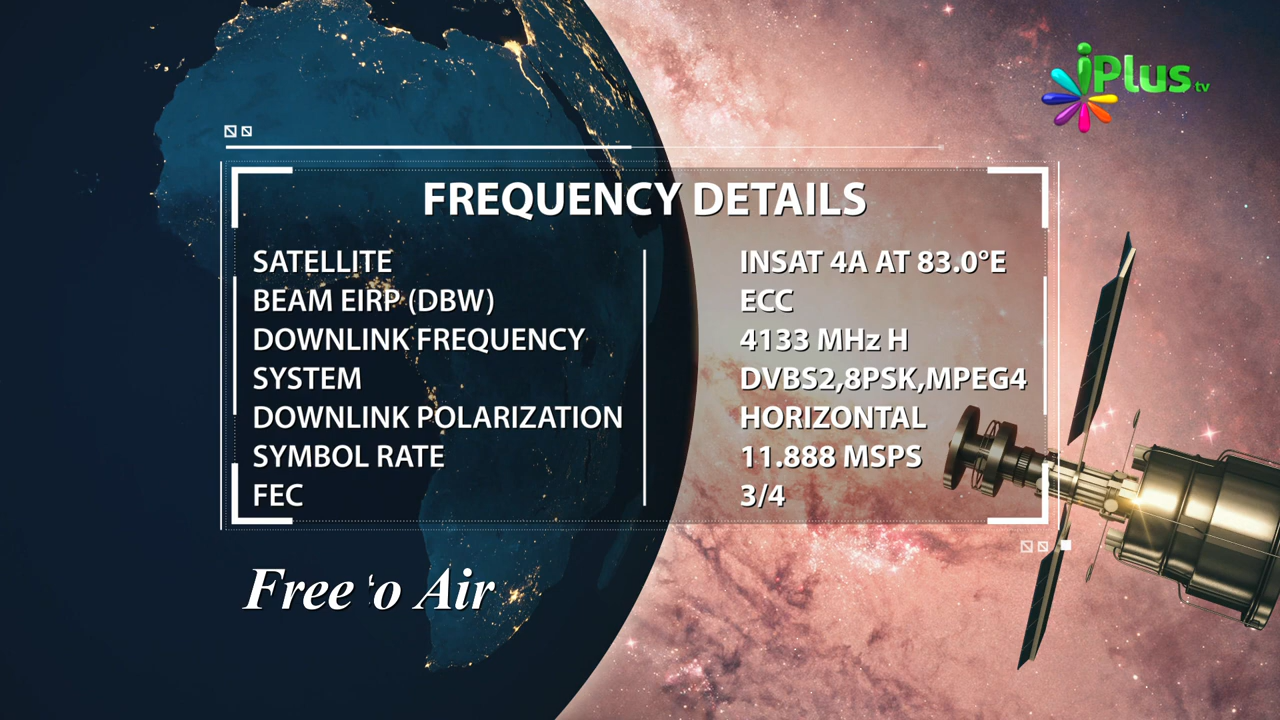 iPlus tv
FREQUENCY DETAILS
SATELLITE INSAT 4A AT 83.0°E
BEAM EIRP (DBW) ECC
DOWNLINK FREQUENCY 4133 MHz H
SYSTEM DVBS2,8PSK,MPEG4
DOWNLINK POLARIZATION HORIZONTAL
SYMBOL RATE 11.888 MSPS
FEC 3/4
Free Air